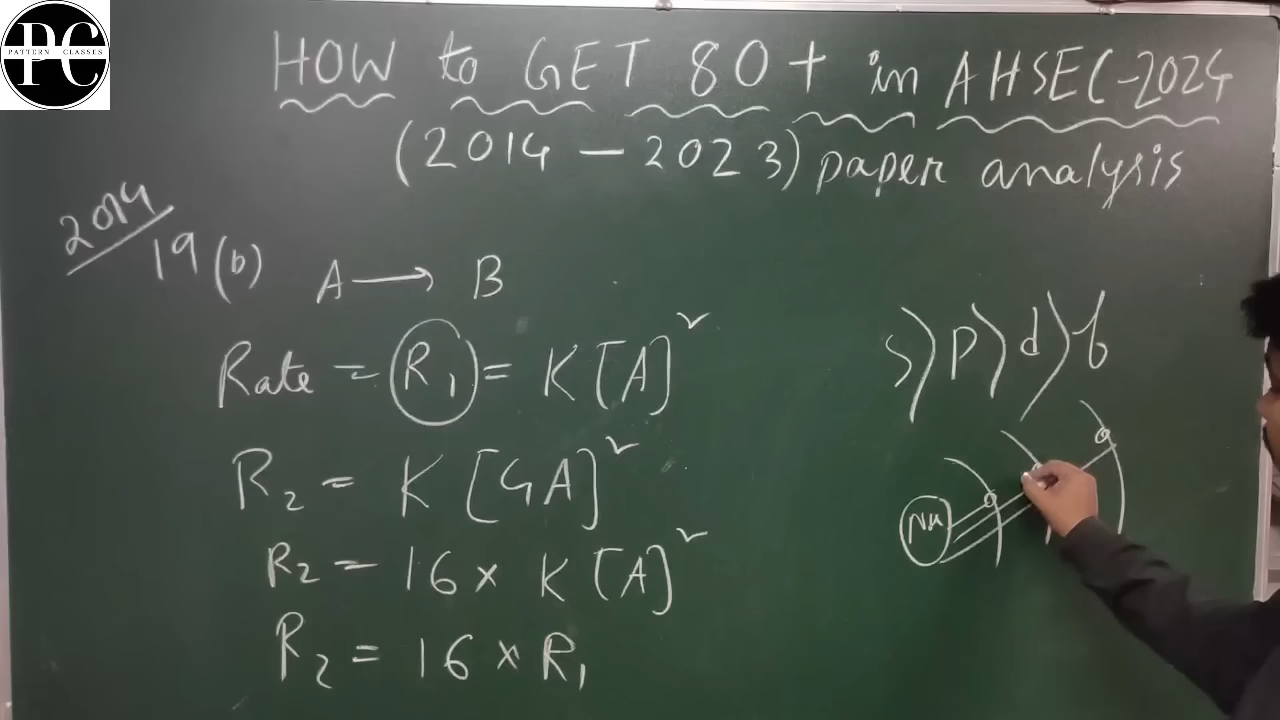 PC
PATTERN CLASSES
HOW to GET 80+ in AHSEC-2024
(2014 – 2023) paper analysis
2014
19 (b) A ⟶ B
Rate = R₁ = K[A]²
R₂ = K[4A]²
R₂ = 16 × K[A]²
R₂ = 16 × R₁
s > p > d > f
Nu